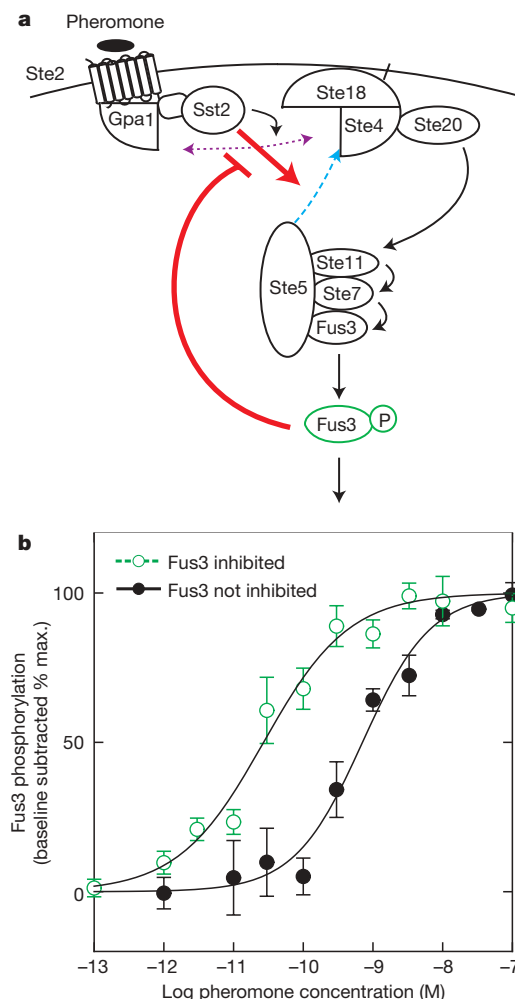 a
Pheromone
Ste2
Gpa1
Sst2
Ste18
Ste4
Ste20
Ste5
Ste11
Ste7
Fus3
Fus3
P
b
Fus3 inhibited
Fus3 not inhibited
Fus3 phosphorylation
(baseline subtracted % max.)
100
50
0
–13 –12 –11 –10 –9 –8 –7
Log pheromone concentration (M)